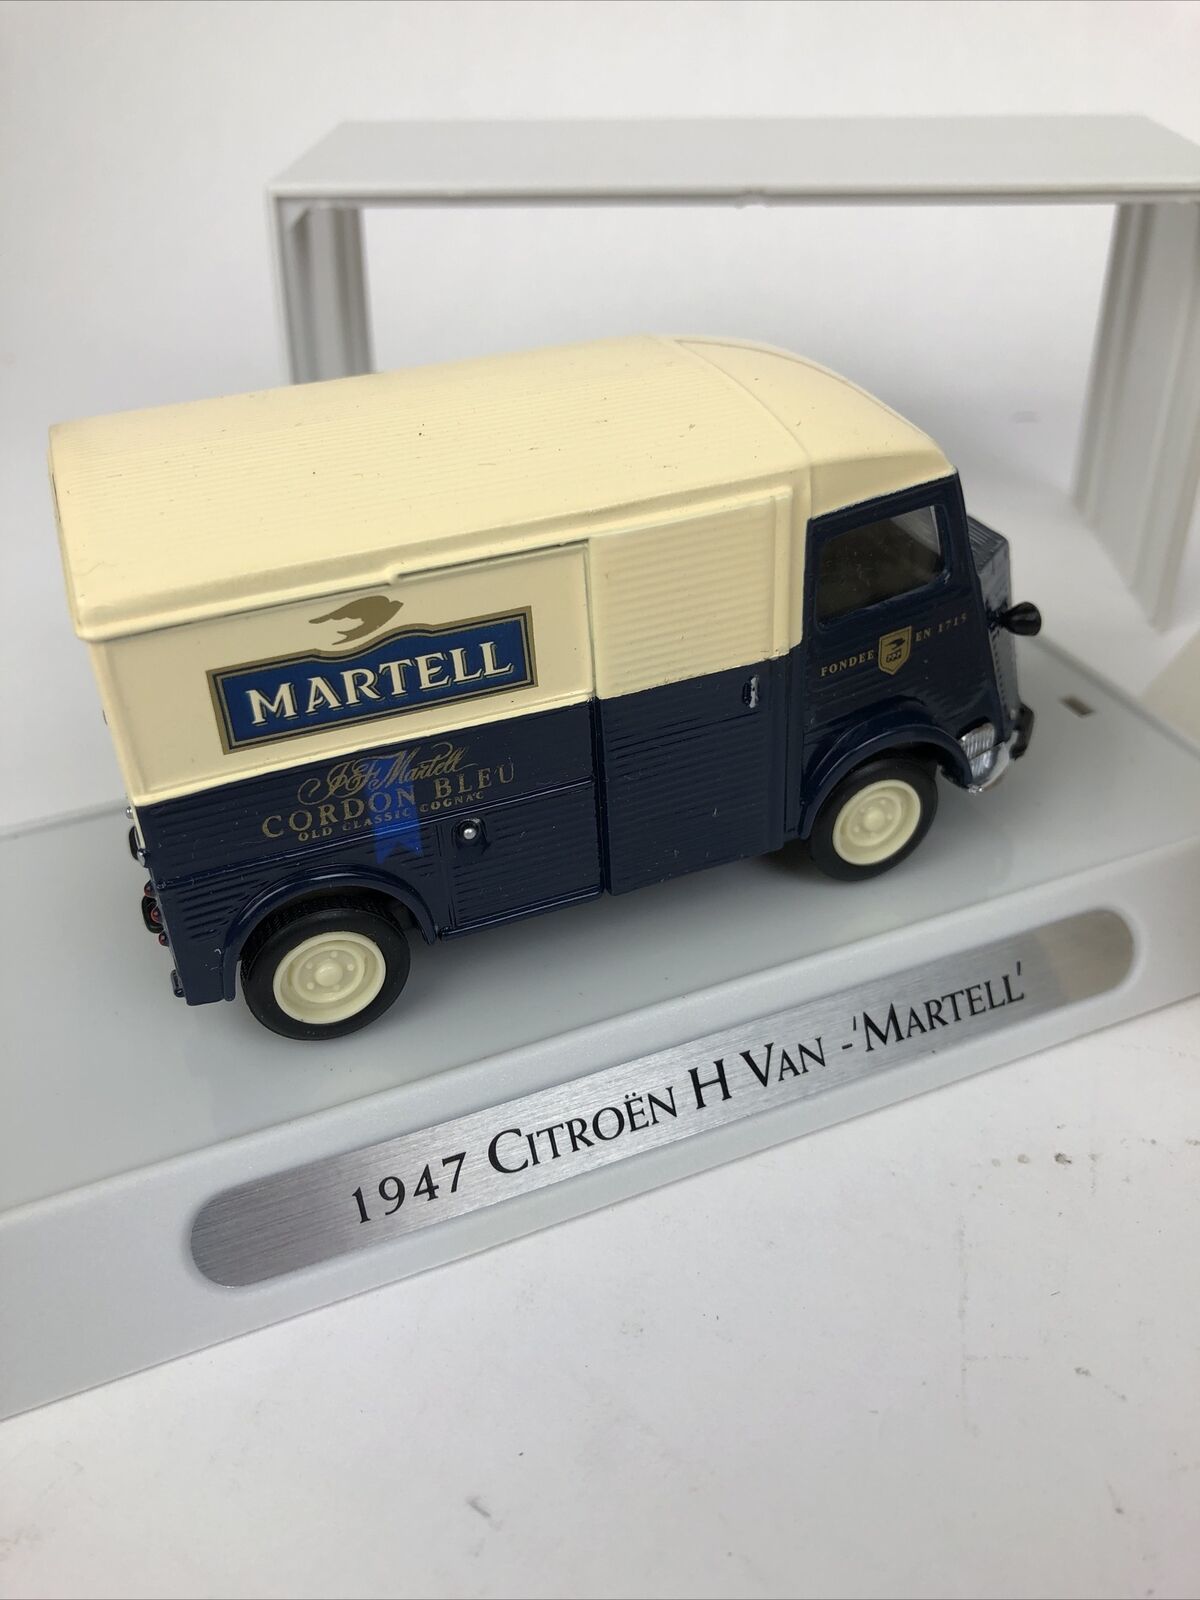 MARTELL
J&F Martell
CORDON BLEU
OLD CLASSIC COGNAC
FONDEE EN 1715
1947 CITROËN H VAN - 'MARTELL'